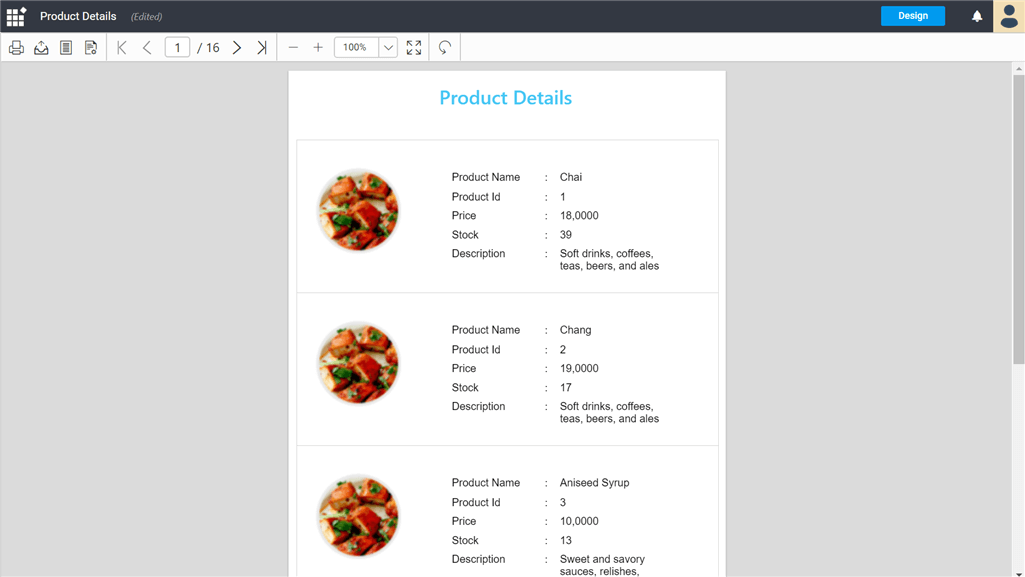 Product Details (Edited) Design
1 / 16 100%
Product Details
Product Name : Chai
Product Id : 1
Price : 18,0000
Stock : 39
Description : Soft drinks, coffees,
teas, beers, and ales
Product Name : Chang
Product Id : 2
Price : 19,0000
Stock : 17
Description : Soft drinks, coffees,
teas, beers, and ales
Product Name : Aniseed Syrup
Product Id : 3
Price : 10,0000
Stock : 13
Description : Sweet and savory
sauces, relishes,